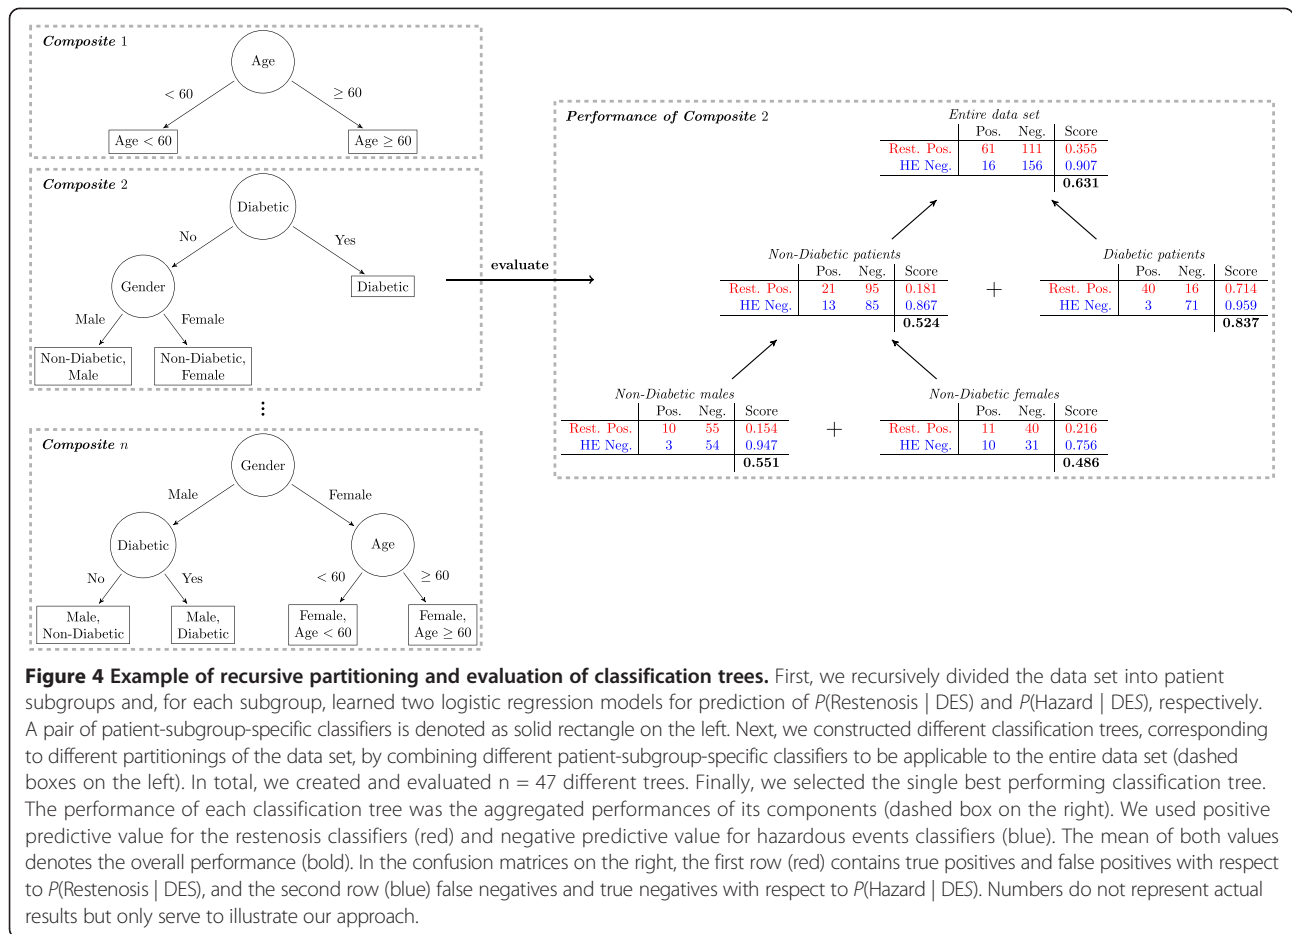 Composite 1
Age
< 60
≥ 60
Age < 60
Age ≥ 60
Composite 2
Diabetic
No
Yes
Gender
Diabetic
Male
Female
Non-Diabetic,
Male
Non-Diabetic,
Female
⋮
Composite n
Gender
Male
Female
Diabetic
Age
No
Yes
< 60
≥ 60
Male,
Non-Diabetic
Male,
Diabetic
Female,
Age < 60
Female,
Age ≥ 60
evaluate
Performance of Composite 2
Entire data set
Pos. Neg. Score
Rest. Pos. 61 111 0.355
HE Neg. 16 156 0.907
0.631
Non-Diabetic patients
Pos. Neg. Score
Rest. Pos. 21 95 0.181
HE Neg. 13 85 0.867
0.524
+
Diabetic patients
Pos. Neg. Score
Rest. Pos. 40 16 0.714
HE Neg. 3 71 0.959
0.837
Non-Diabetic males
Pos. Neg. Score
Rest. Pos. 10 55 0.154
HE Neg. 3 54 0.947
0.551
+
Non-Diabetic females
Pos. Neg. Score
Rest. Pos. 11 40 0.216
HE Neg. 10 31 0.756
0.486
Figure 4 Example of recursive partitioning and evaluation of classification trees. First, we recursively divided the data set into patient
subgroups and, for each subgroup, learned two logistic regression models for prediction of P(Restenosis | DES) and P(Hazard | DES), respectively.
A pair of patient-subgroup-specific classifiers is denoted as solid rectangle on the left. Next, we constructed different classification trees, corresponding
to different partitionings of the data set, by combining different patient-subgroup-specific classifiers to be applicable to the entire data set (dashed
boxes on the left). In total, we created and evaluated n = 47 different trees. Finally, we selected the single best performing classification tree.
The performance of each classification tree was the aggregated performances of its components (dashed box on the right). We used positive
predictive value for the restenosis classifiers (red) and negative predictive value for hazardous events classifiers (blue). The mean of both values
denotes the overall performance (bold). In the confusion matrices on the right, the first row (red) contains true positives and false positives with respect
to P(Restenosis | DES), and the second row (blue) false negatives and true negatives with respect to P(Hazard | DES). Numbers do not represent actual
results but only serve to illustrate our approach.